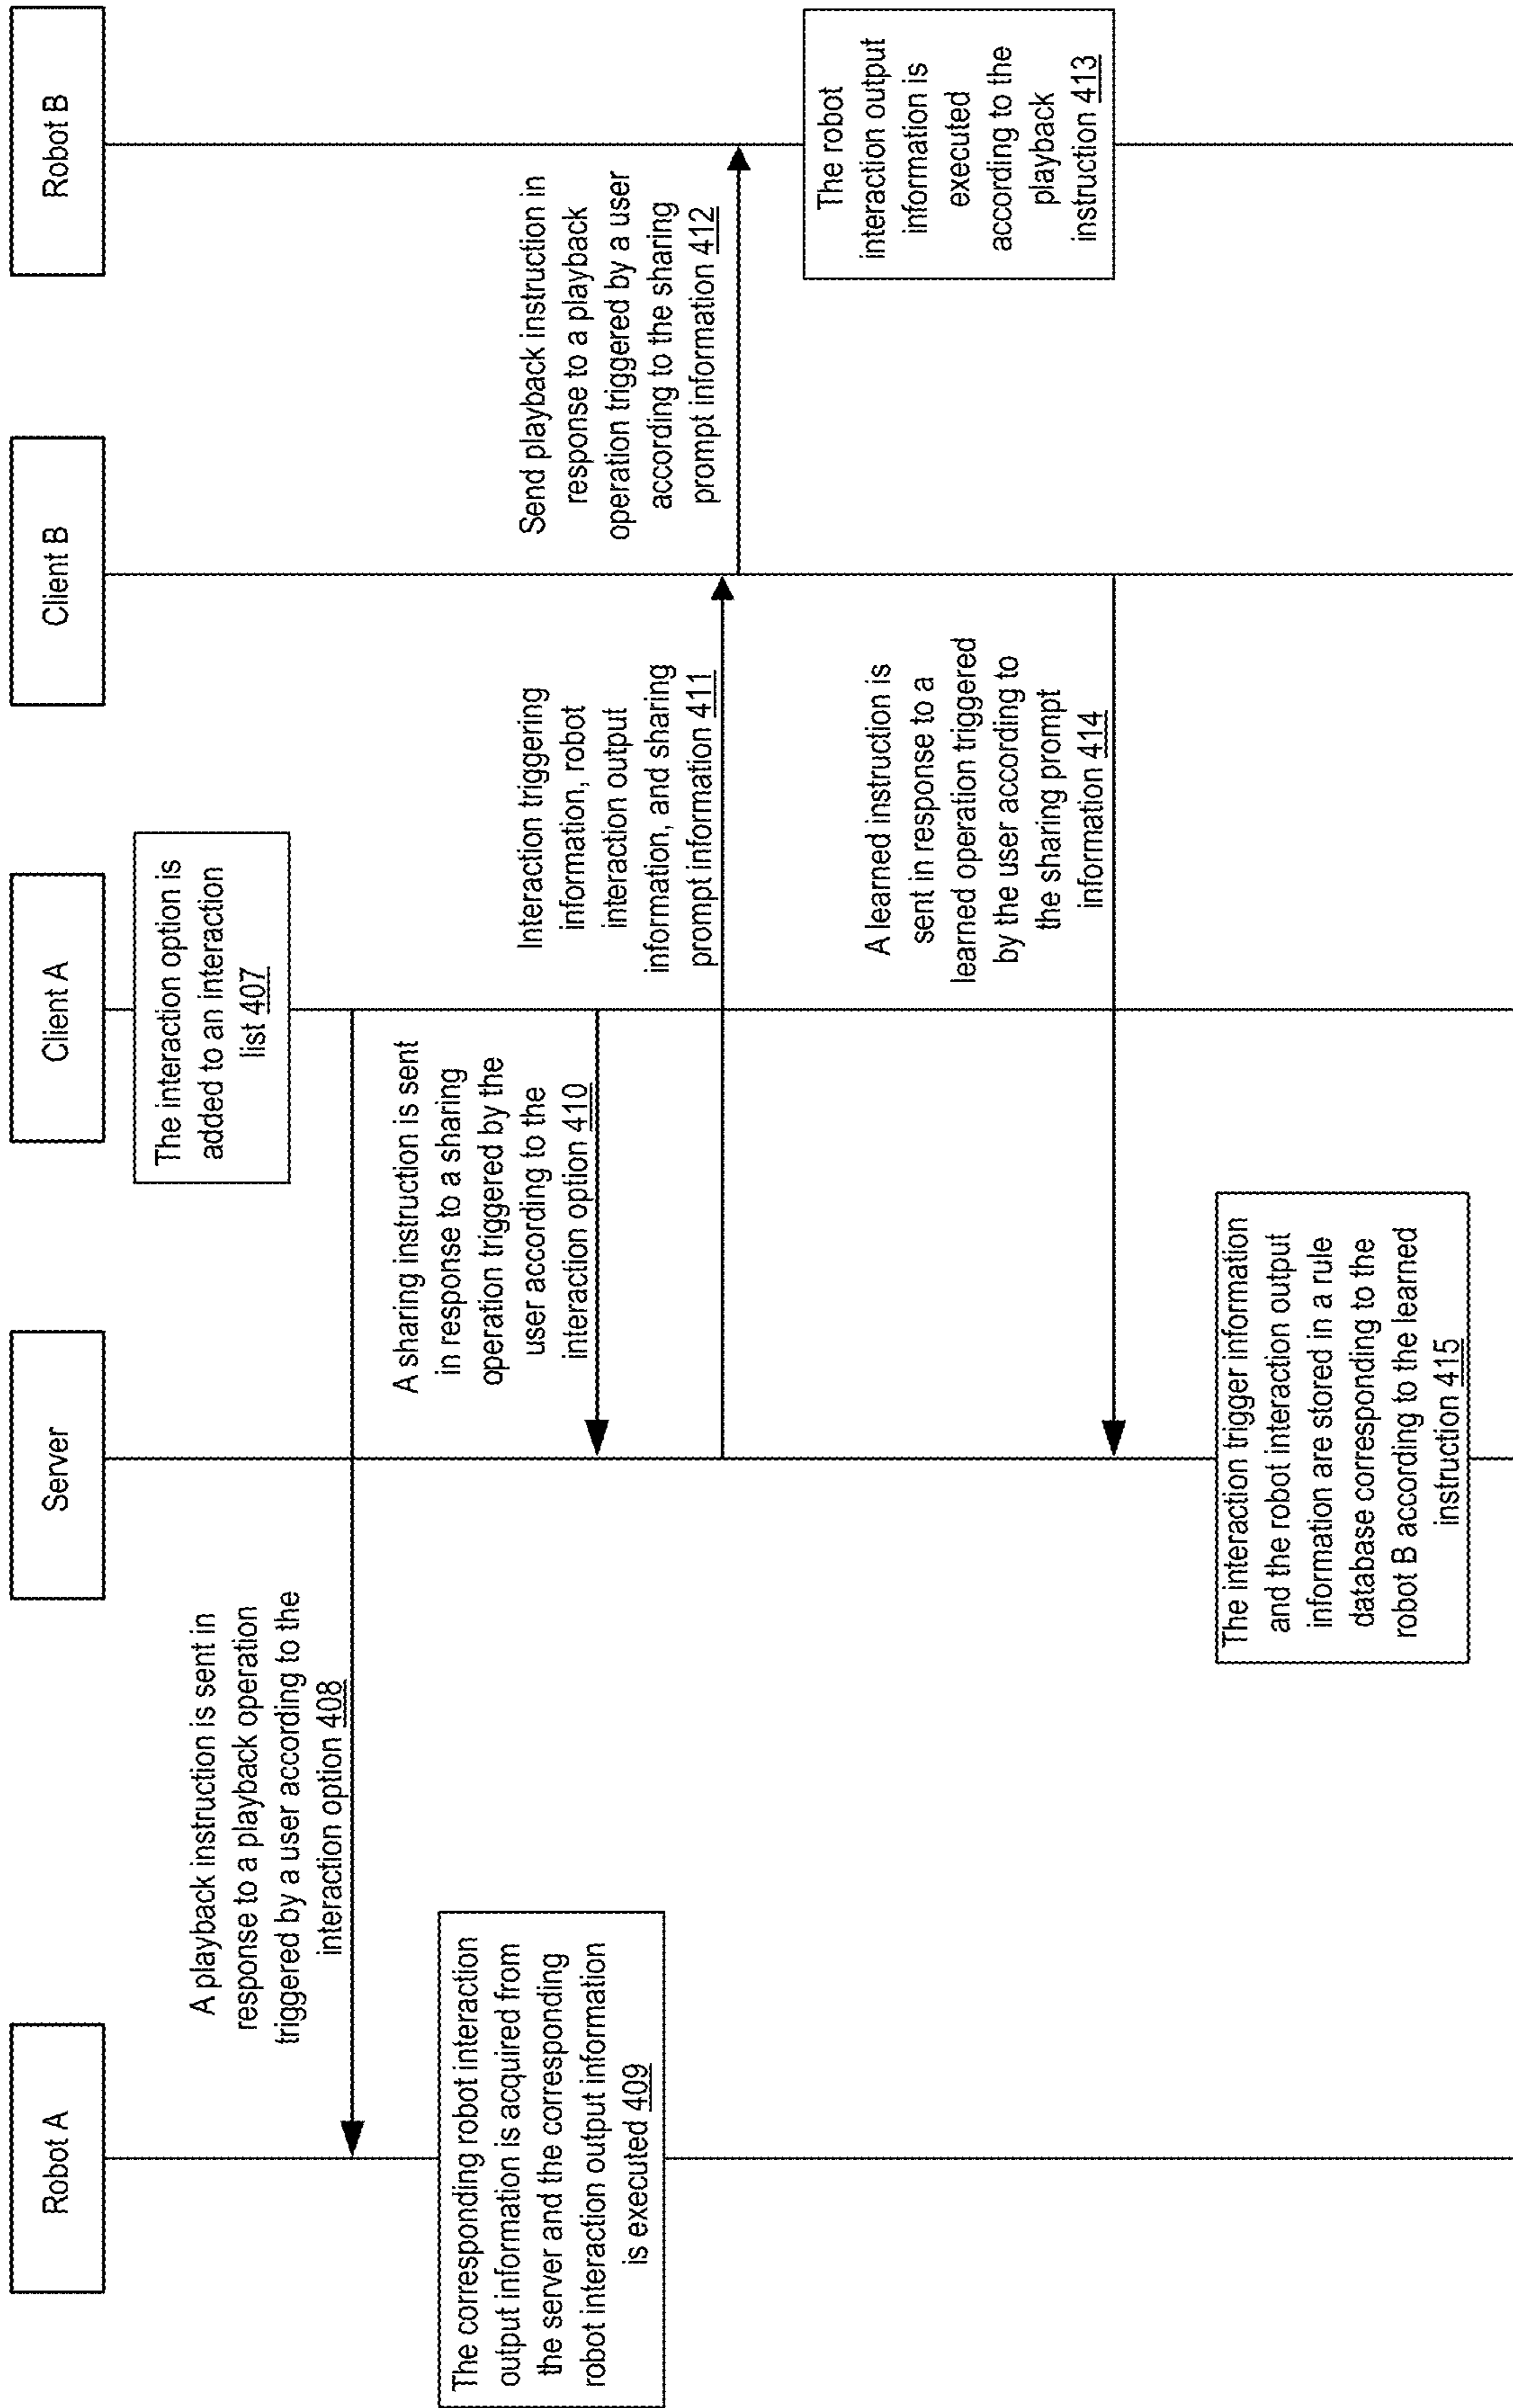 Robot A
Server
Client A
Client B
Robot B
The interaction option is
added to an interaction
list 407
A playback instruction is sent in
response to a playback operation
triggered by a user according to the
interaction option 408
The corresponding robot interaction
output information is acquired from
the server and the corresponding
robot interaction output information
is executed 409
A sharing instruction is sent
in response to a sharing
operation triggered by the
user according to the
interaction option 410
Interaction triggering
information, robot
interaction output
information, and sharing
prompt information 411
Send playback instruction in
response to a playback
operation triggered by a user
according to the sharing
prompt information 412
The robot
interaction output
information is
executed
according to the
playback
instruction 413
A learned instruction is
sent in response to a
learned operation triggered
by the user according to
the sharing prompt
information 414
The interaction trigger information
and the robot interaction output
information are stored in a rule
database corresponding to the
robot B according to the learned
instruction 415